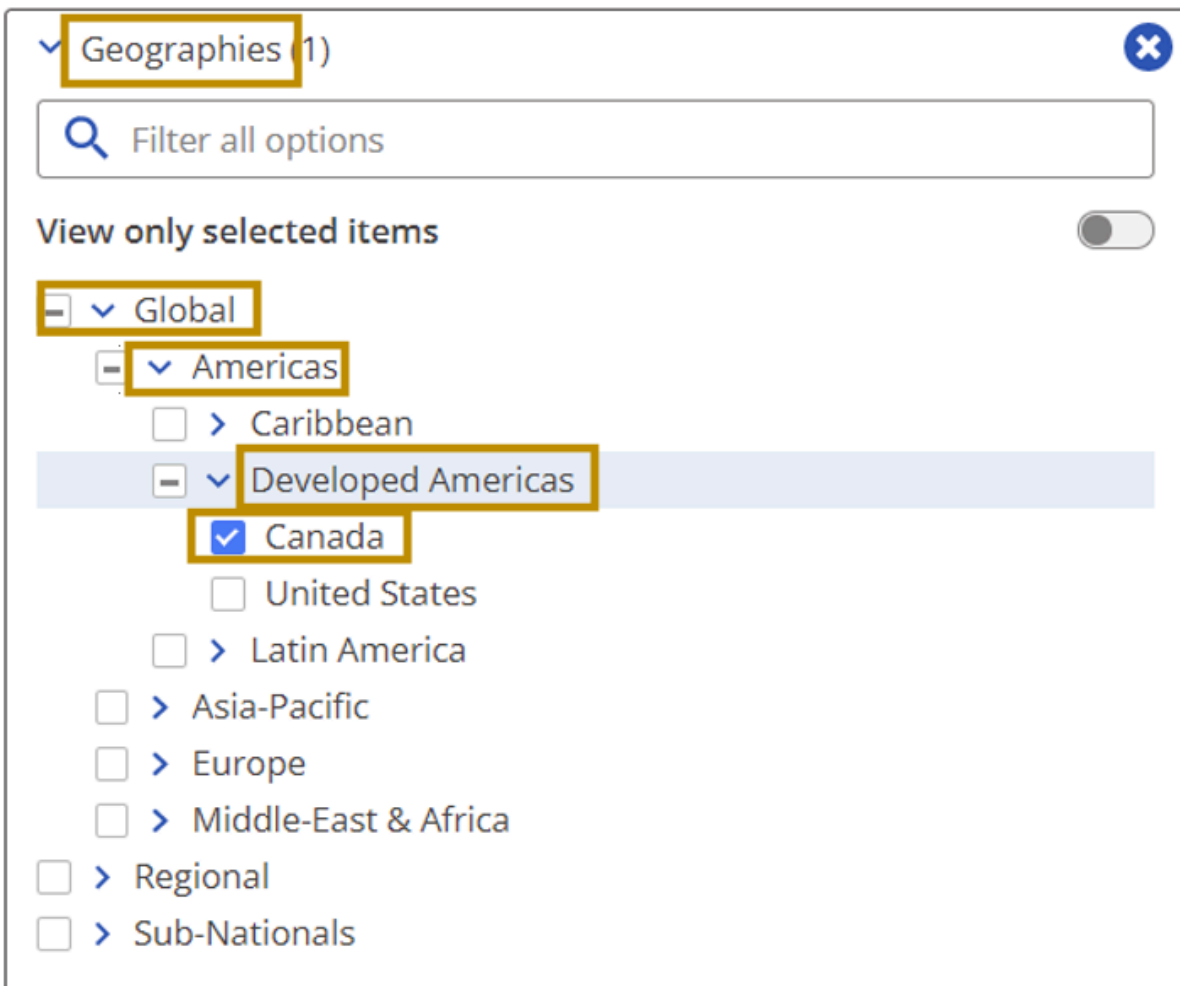 Geographies (1)
Filter all options
View only selected items
Global
Americas
Caribbean
Developed Americas
Canada
United States
Latin America
Asia-Pacific
Europe
Middle-East & Africa
Regional
Sub-Nationals